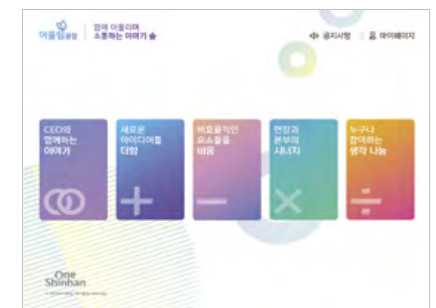 어울림광장
함께 어울리며
소통하는 이야기 숲
공지사항
마이페이지
CEO와
함께하는
이야기
새로운
아이디어를
더함
비효율적인
요소들을
비움
현장과
본부의
시너지
누구나
참여하는
생각 나눔
One
Shinhan